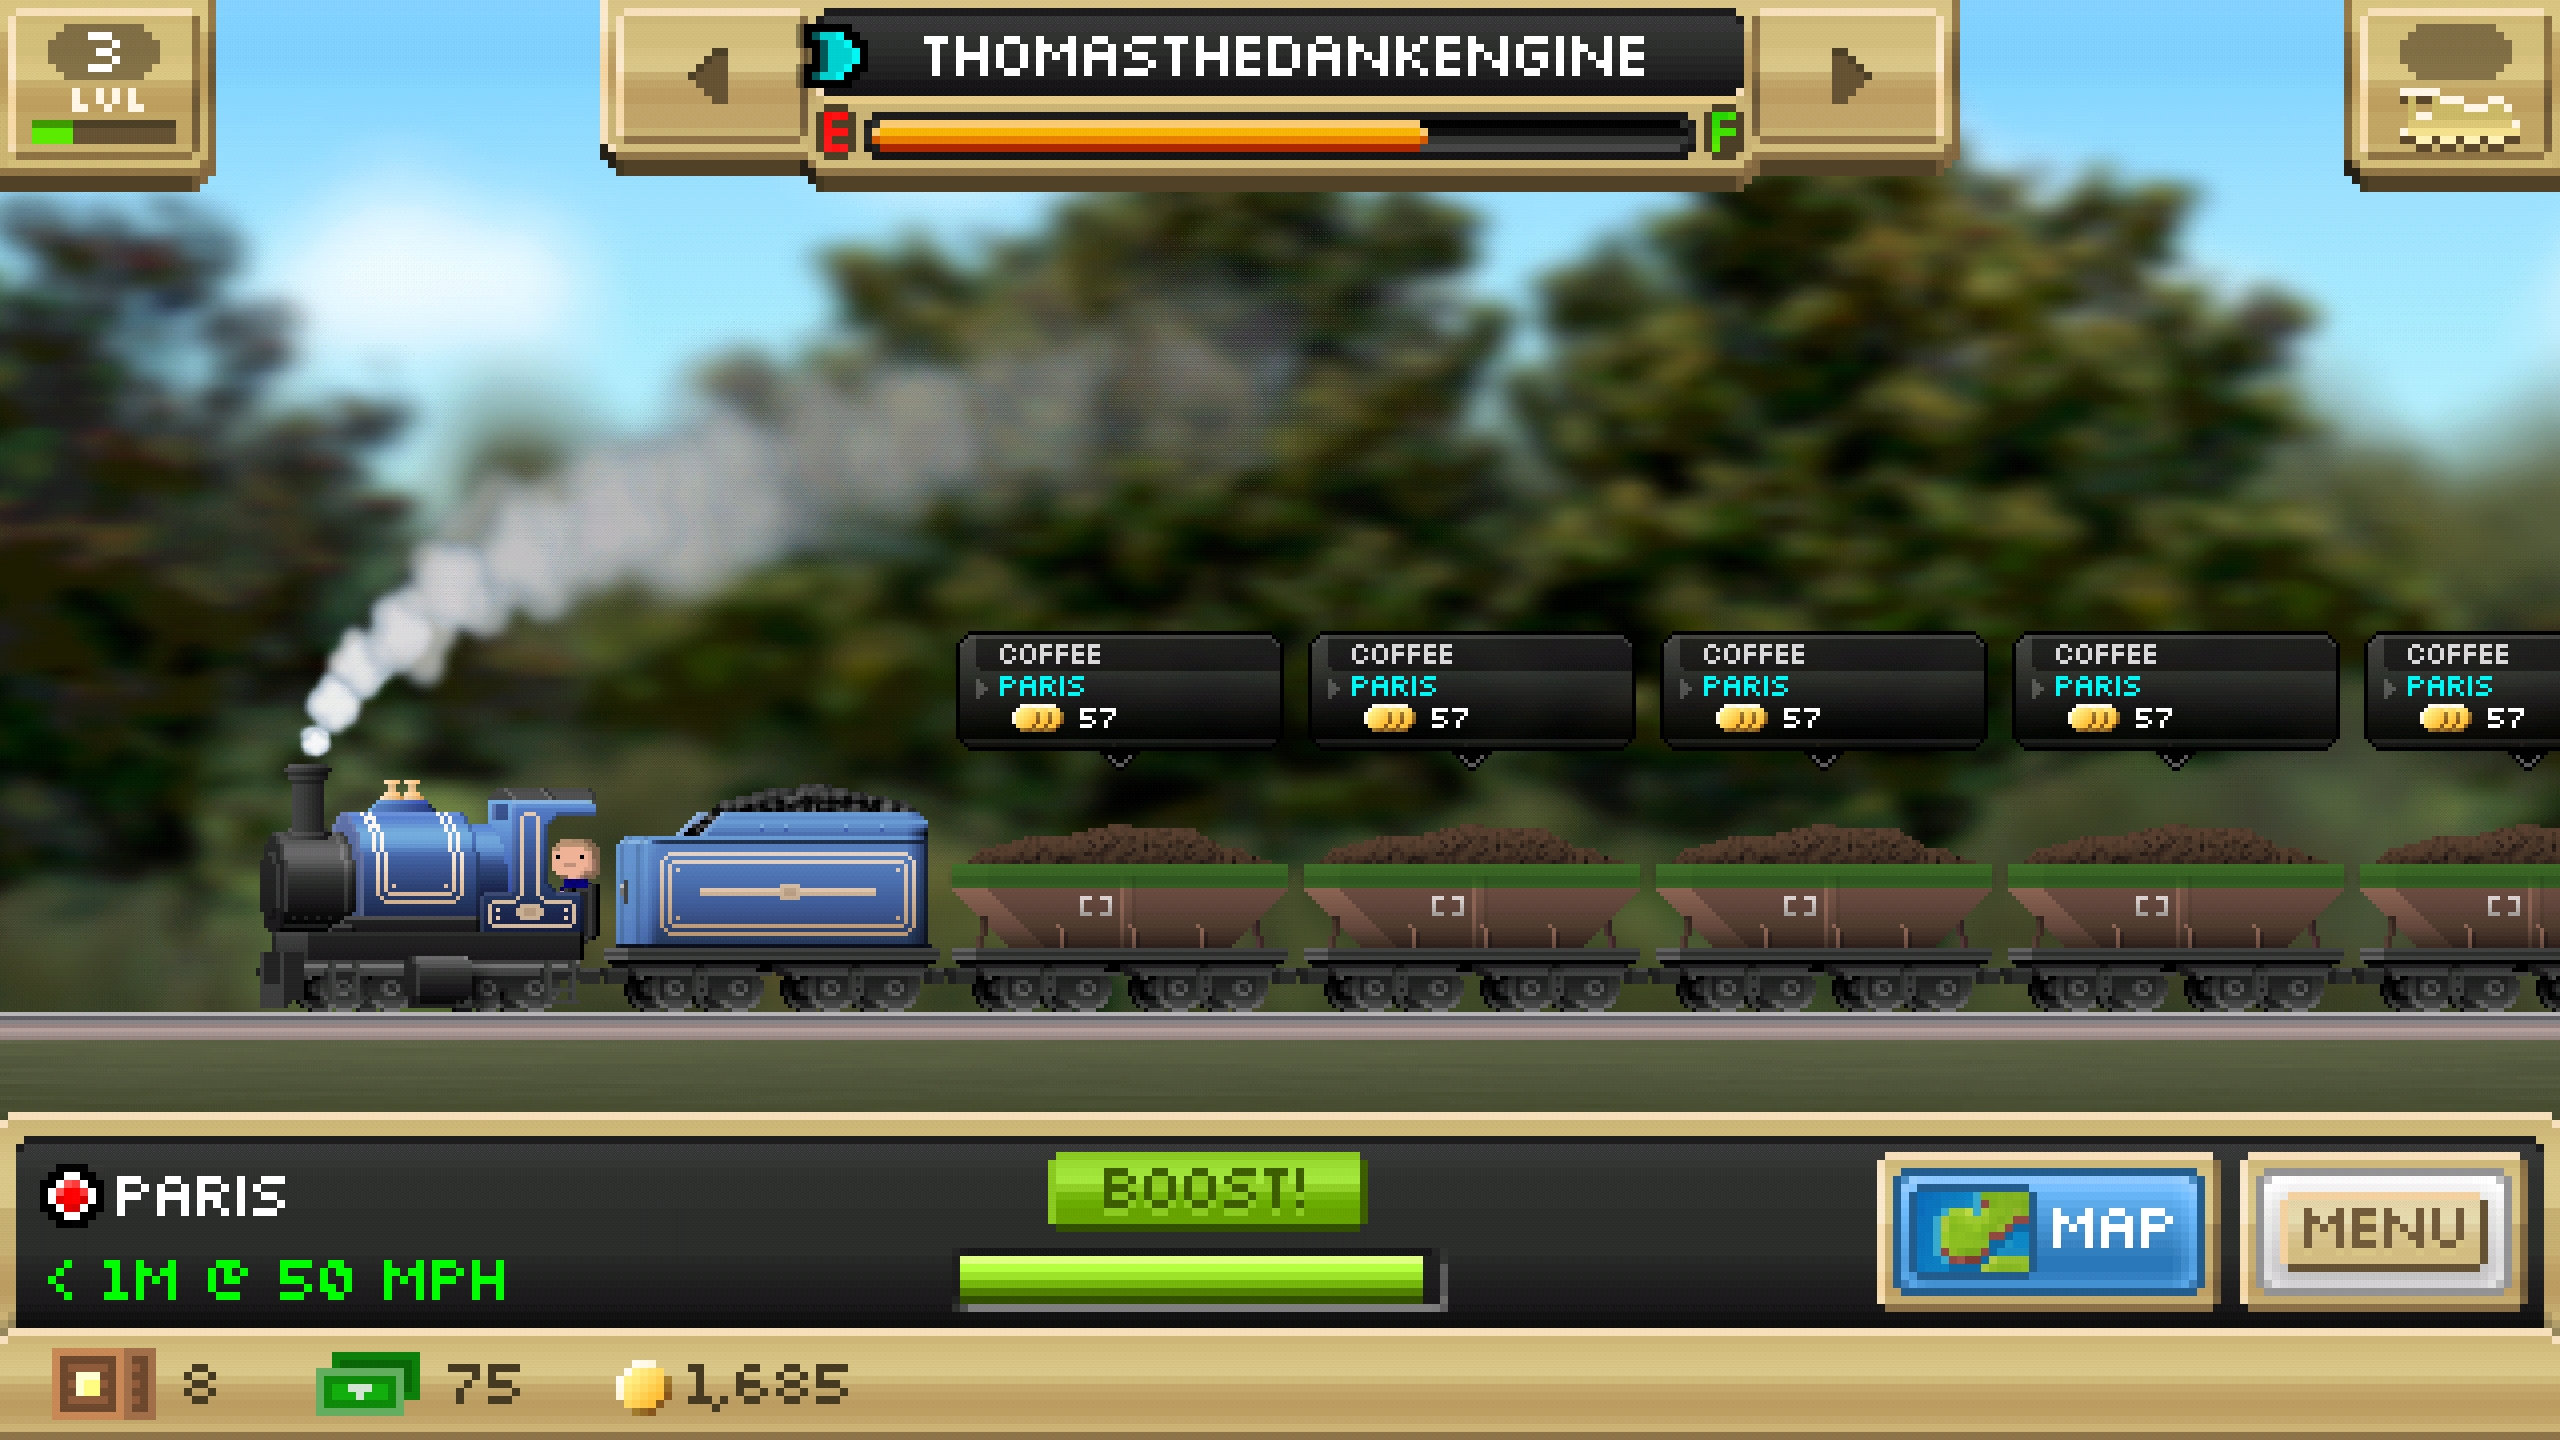 3
LVL
THOMASTHEDANKENGINE
E F
COFFEE
PARIS
57
COFFEE
PARIS
57
COFFEE
PARIS
57
COFFEE
PARIS
57
COFFEE
PARIS
57
PARIS
< 1M @ 50 MPH
BOOST!
MAP
MENU
8
75
1,685